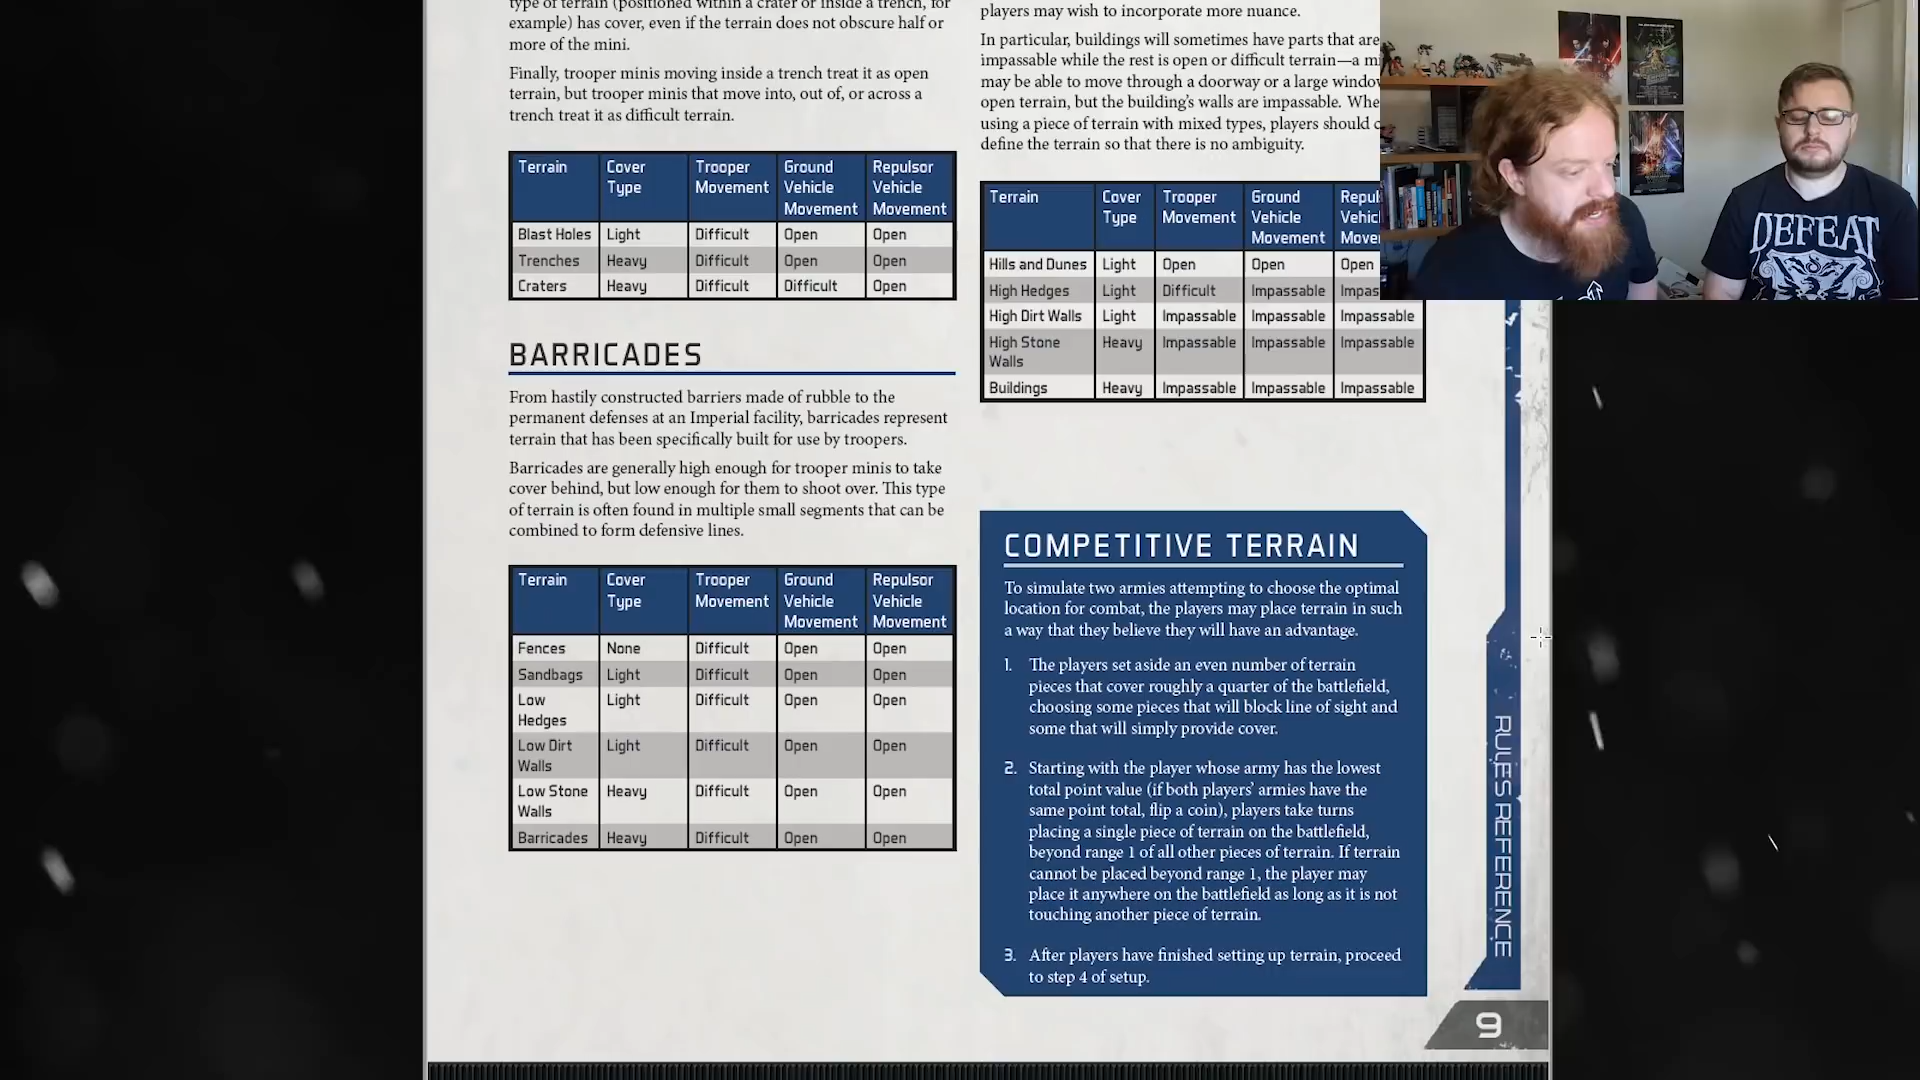 type of terrain (positioned within a crater or inside a trench, for
example) has cover, even if the terrain does not obscure half or
more of the mini.
Finally, trooper minis moving inside a trench treat it as open
terrain, but trooper minis that move into, out of, or across a
trench treat it as difficult terrain.
Terrain Cover Type Trooper Movement Ground Vehicle Movement Repulsor Vehicle Movement
Blast Holes Light Difficult Open Open
Trenches Heavy Difficult Open Open
Craters Heavy Difficult Difficult Open
BARRICADES
From hastily constructed barriers made of rubble to the
permanent defenses at an Imperial facility, barricades represent
terrain that has been specifically built for use by troopers.
Barricades are generally high enough for trooper minis to take
cover behind, but low enough for them to shoot over. This type
of terrain is often found in multiple small segments that can be
combined to form defensive lines.
Terrain Cover Type Trooper Movement Ground Vehicle Movement Repulsor Vehicle Movement
Fences None Difficult Open Open
Sandbags Light Difficult Open Open
Low Hedges Light Difficult Open Open
Low Dirt Walls Light Difficult Open Open
Low Stone Walls Heavy Difficult Open Open
Barricades Heavy Difficult Open Open
players may wish to incorporate more nuance.
In particular, buildings will sometimes have parts that are
impassable while the rest is open or difficult terrain—a
may be able to move through a doorway or a large
open terrain, but the building's walls are impassable.
using a piece of terrain with mixed types, players should
define the terrain so that there is no ambiguity.
Terrain Cover Type Trooper Movement Ground Vehicle Movement
Hills and Dunes Light Open Open Open
High Hedges Light Difficult Impassable Impas
High Dirt Walls Light Impassable Impassable Impassable
High Stone Walls Heavy Impassable Impassable Impassable
Buildings Heavy Impassable Impassable Impassable
COMPETITIVE TERRAIN
To simulate two armies attempting to choose the optimal
location for combat, the players may place terrain in such
a way that they believe they will have an advantage.
1. The players set aside an even number of terrain
pieces that cover roughly a quarter of the battlefield,
choosing some pieces that will block line of sight and
some that will simply provide cover.
2. Starting with the player whose army has the lowest
total point value (if both players' armies have the
same point total, flip a coin), players take turns
placing a single piece of terrain on the battlefield,
beyond range 1 of all other pieces of terrain. If terrain
cannot be placed beyond range 1, the player may
place it anywhere on the battlefield as long as it is not
touching another piece of terrain.
3. After players have finished setting up terrain, proceed
to step 4 of setup.
RULES REFERENCE
9
DEFEAT